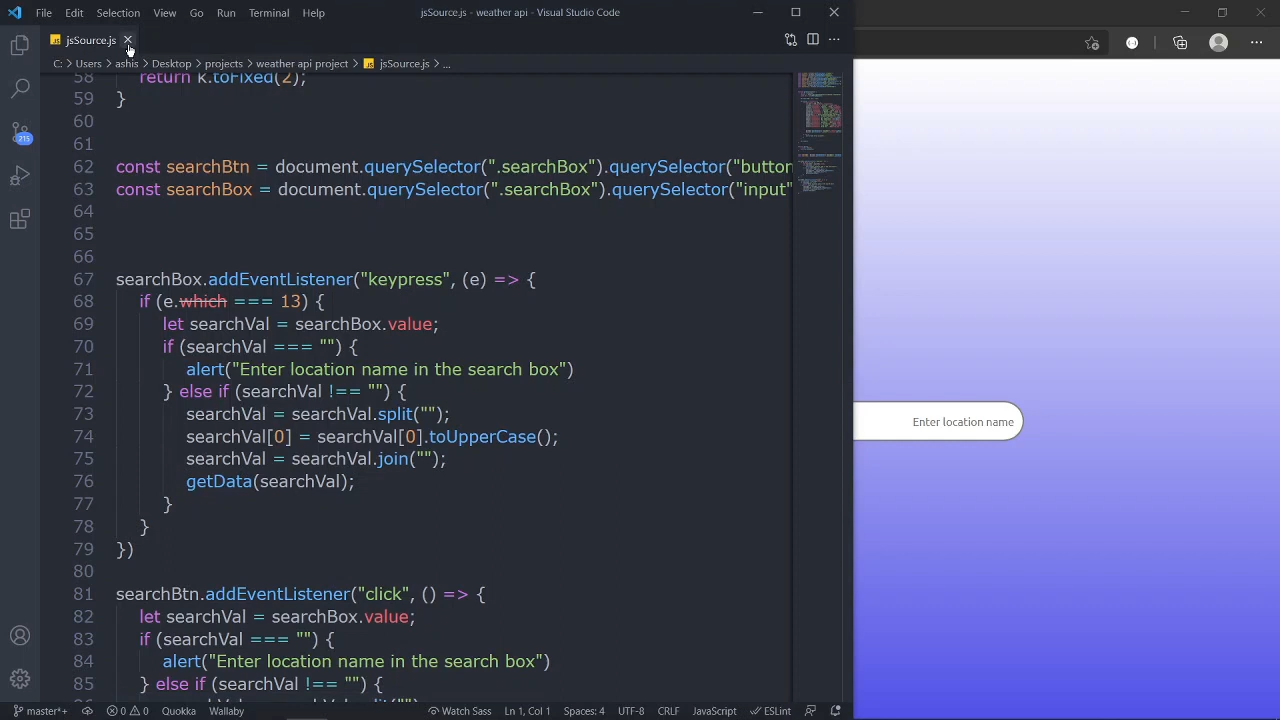 File Edit Selection View Go Run Terminal Help jsSource.js - weather api - Visual Studio Code
JS jsSource.js
C: > Users > ashis > Desktop > projects > weather api project > JS jsSource.js > ...
58 return k.toFixed(2);
59 }
60
61
62 const searchBtn = document.querySelector(".searchBox").querySelector("button
63 const searchBox = document.querySelector(".searchBox").querySelector("input"
64
65
66
67 searchBox.addEventListener("keypress", (e) => {
68 if (e.which === 13) {
69 let searchVal = searchBox.value;
70 if (searchVal === "") {
71 alert("Enter location name in the search box")
72 } else if (searchVal !== "") {
73 searchVal = searchVal.split("");
74 searchVal[0] = searchVal[0].toUpperCase();
75 searchVal = searchVal.join("");
76 getData(searchVal);
77 }
78 }
79 })
80
81 searchBtn.addEventListener("click", () => {
82 let searchVal = searchBox.value;
83 if (searchVal === "") {
84 alert("Enter location name in the search box")
85 } else if (searchVal !== "") {
215
Enter location name
master*+ 0 0 Quokka Wallaby Watch Sass Ln 1, Col 1 Spaces: 4 UTF-8 CRLF JavaScript ESLint